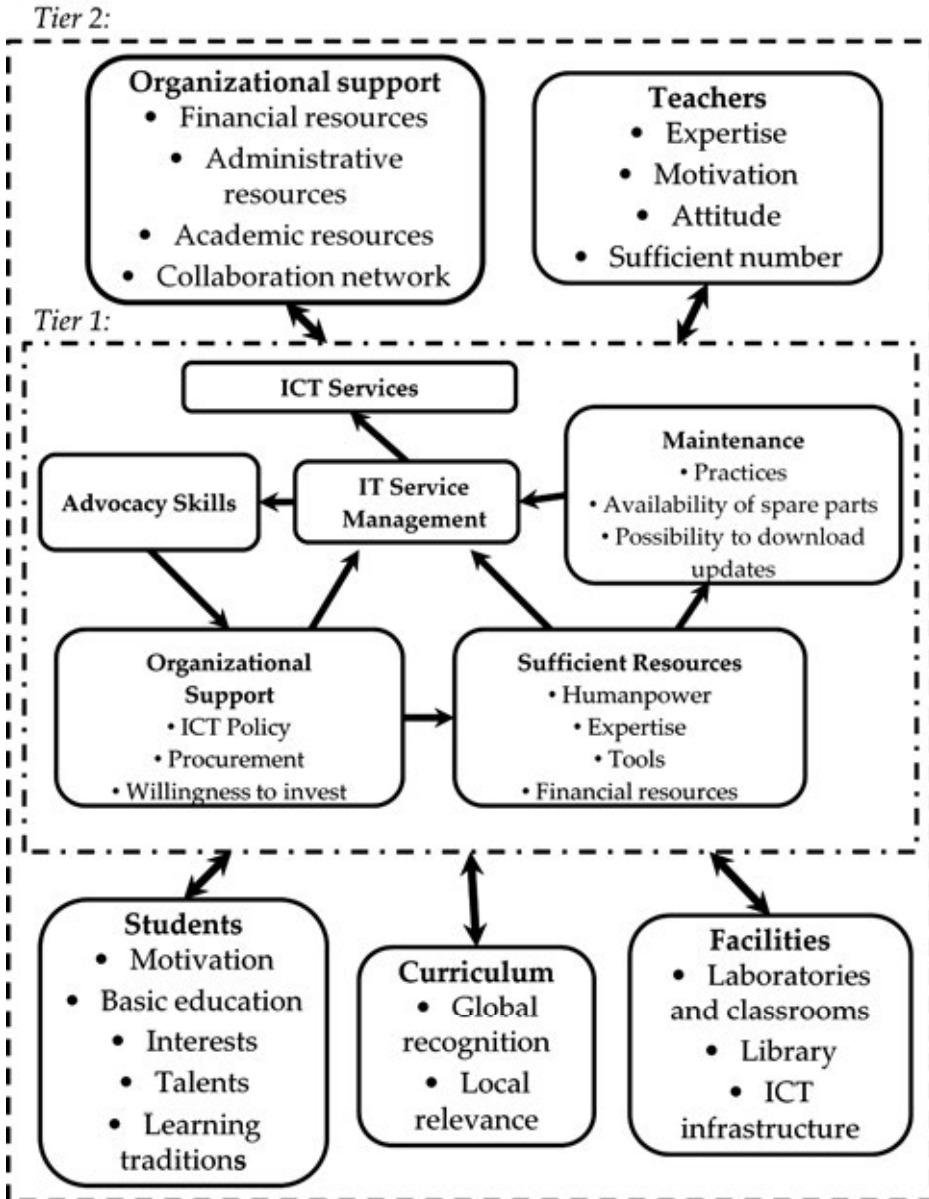 Tier 2:
Organizational support
• Financial resources
• Administrative
resources
• Academic resources
• Collaboration network
Teachers
• Expertise
• Motivation
• Attitude
• Sufficient number
Tier 1:
ICT Services
Advocacy Skills
IT Service
Management
Maintenance
• Practices
• Availability of spare parts
• Possibility to download
updates
Organizational
Support
• ICT Policy
• Procurement
• Willingness to invest
Sufficient Resources
• Humanpower
• Expertise
• Tools
• Financial resources
Students
• Motivation
• Basic education
• Interests
• Talents
• Learning
traditions
Curriculum
• Global
recognition
• Local
relevance
Facilities
• Laboratories
and classrooms
• Library
• ICT
infrastructure